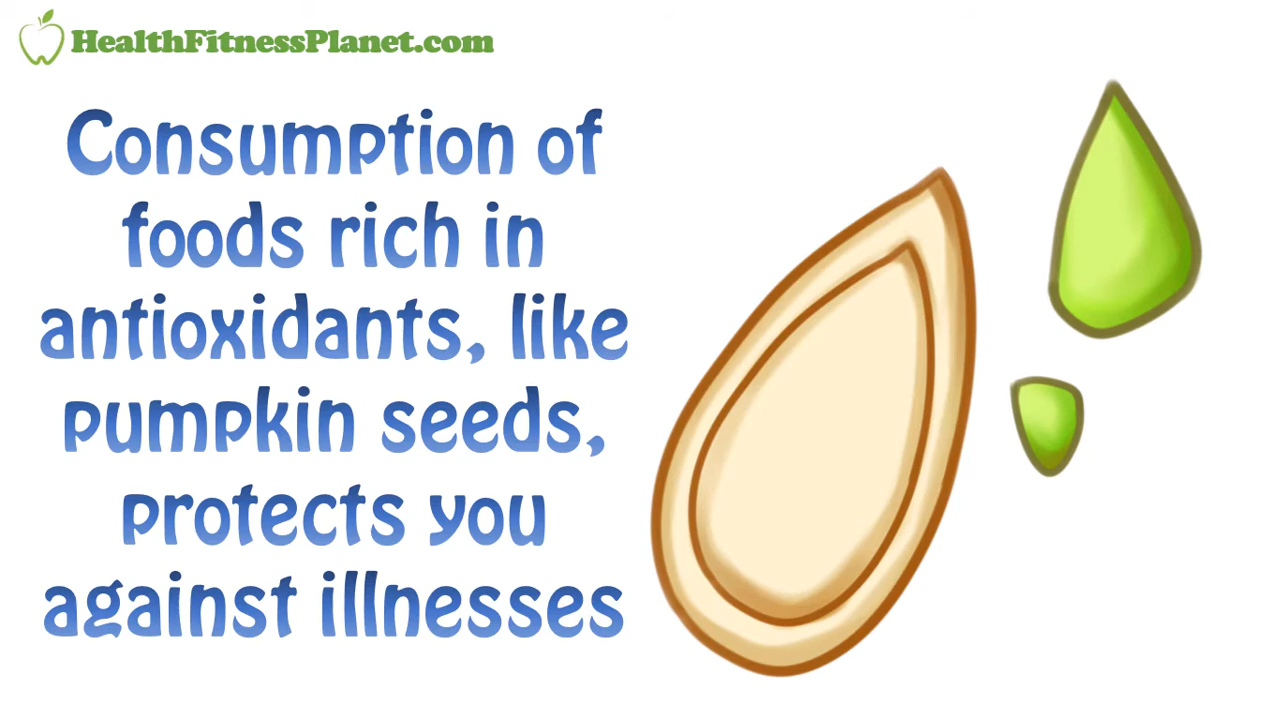 HealthFitnessPlanet.com
Consumption of
foods rich in
antioxidants, like
pumpkin seeds,
protects you
against illnesses